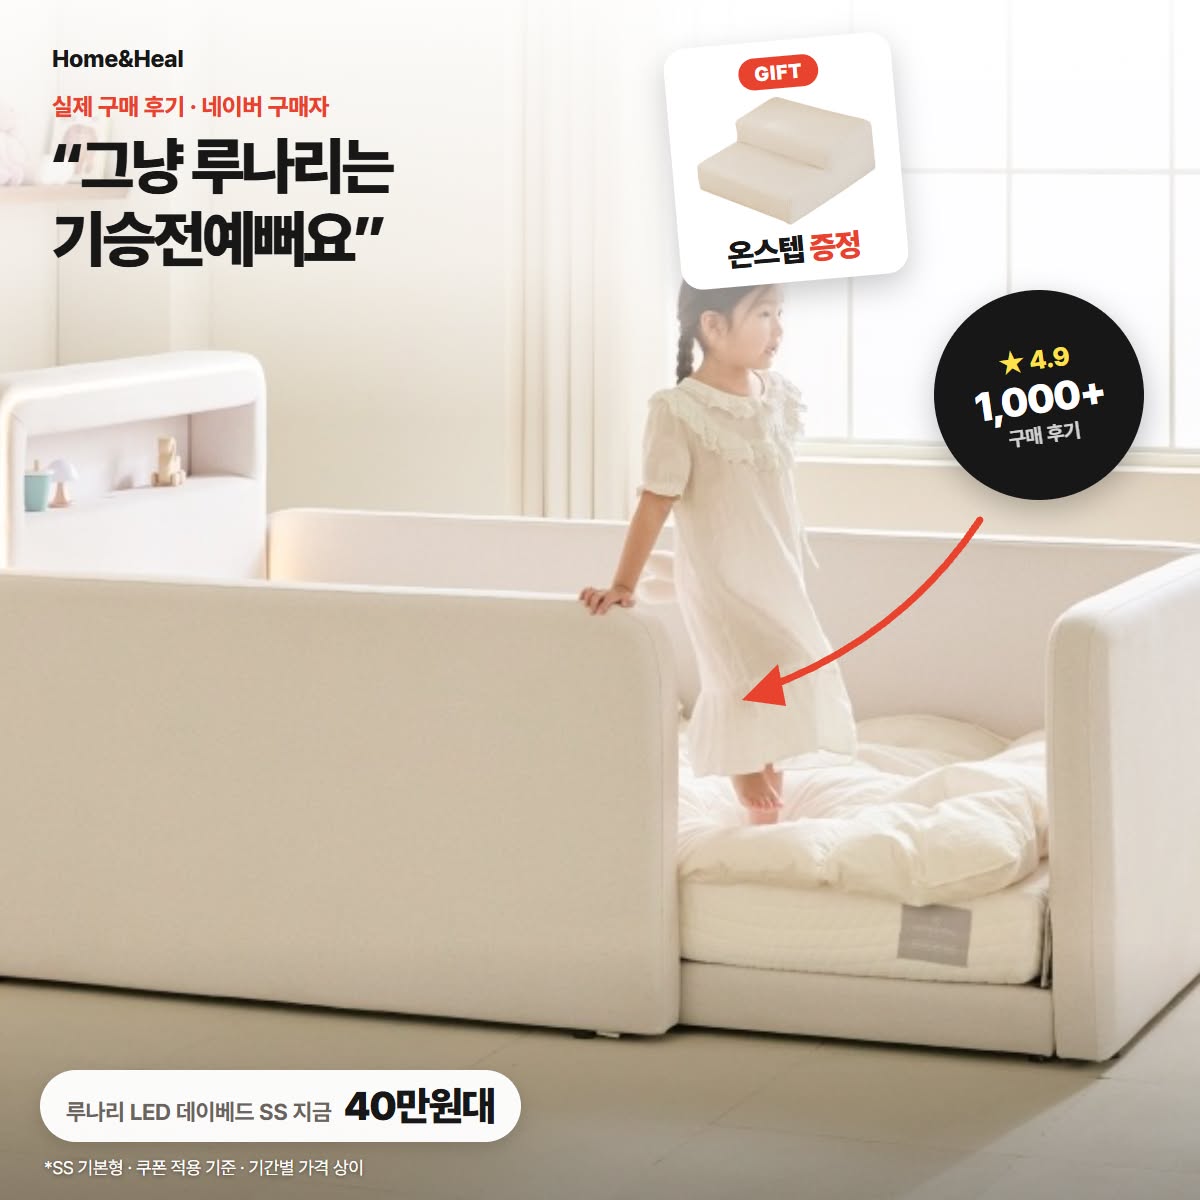 Home&Heal
실제 구매 후기 · 네이버 구매자
“그냥 루나리는
기승전예뻐요”
GIFT
온스텝 증정
★ 4.9
1,000+
구매 후기
루나리 LED 데이베드 SS 지금 40만원대
*SS 기본형 · 쿠폰 적용 기준 · 기간별 가격 상이